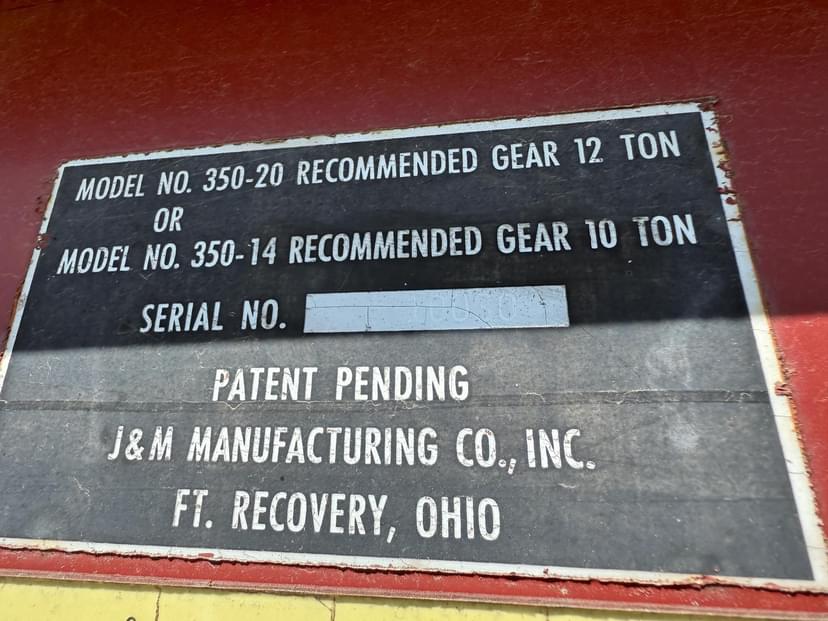 MODEL NO. 350-20 RECOMMENDED GEAR 12 TON
OR
MODEL NO. 350-14 RECOMMENDED GEAR 10 TON
SERIAL NO.
PATENT PENDING
J&M MANUFACTURING CO., INC.
FT. RECOVERY, OHIO